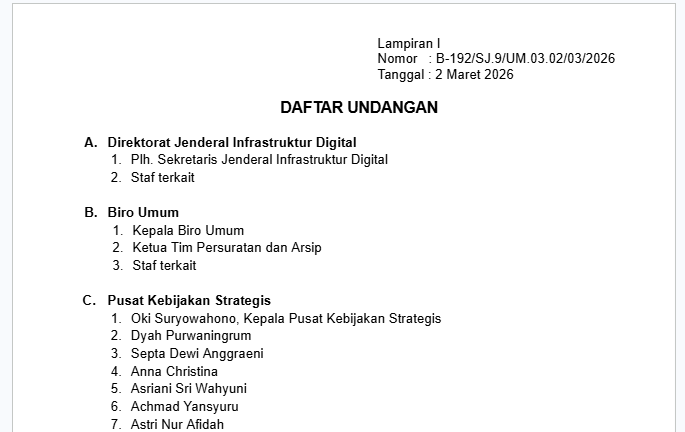 Lampiran I
Nomor : B-192/SJ.9/UM.03.02/03/2026
Tanggal : 2 Maret 2026
DAFTAR UNDANGAN
A. Direktorat Jenderal Infrastruktur Digital
1. Plh. Sekretaris Jenderal Infrastruktur Digital
2. Staf terkait
B. Biro Umum
1. Kepala Biro Umum
2. Ketua Tim Persuratan dan Arsip
3. Staf terkait
C. Pusat Kebijakan Strategis
1. Oki Suryowahono, Kepala Pusat Kebijakan Strategis
2. Dyah Purwaningrum
3. Septa Dewi Anggraeni
4. Anna Christina
5. Asriani Sri Wahyuni
6. Achmad Yansyuru
7. Astri Nur Afidah